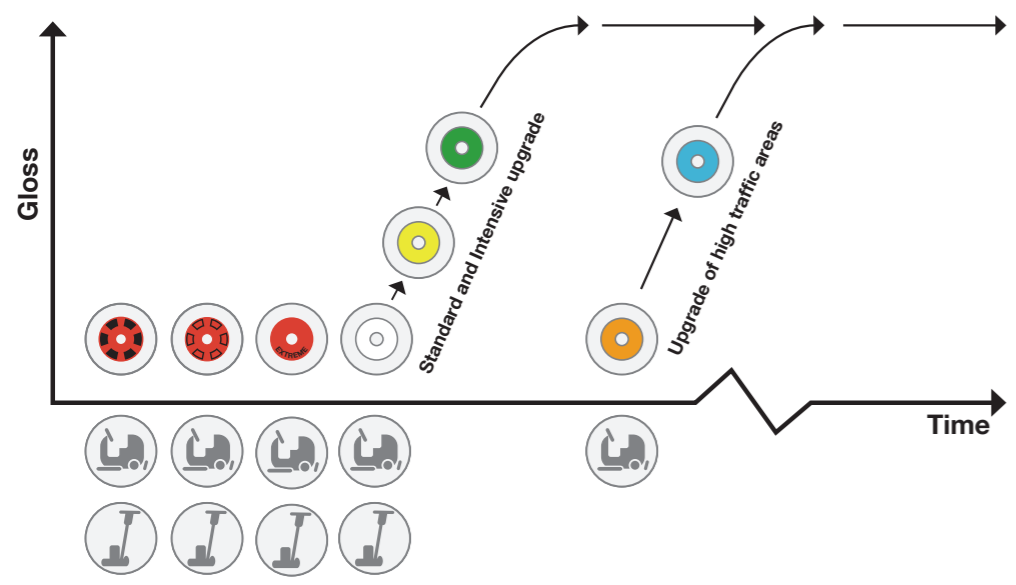 Gloss
Standard and Intensive upgrade
Upgrade of high traffic areas
EXTREME
Time